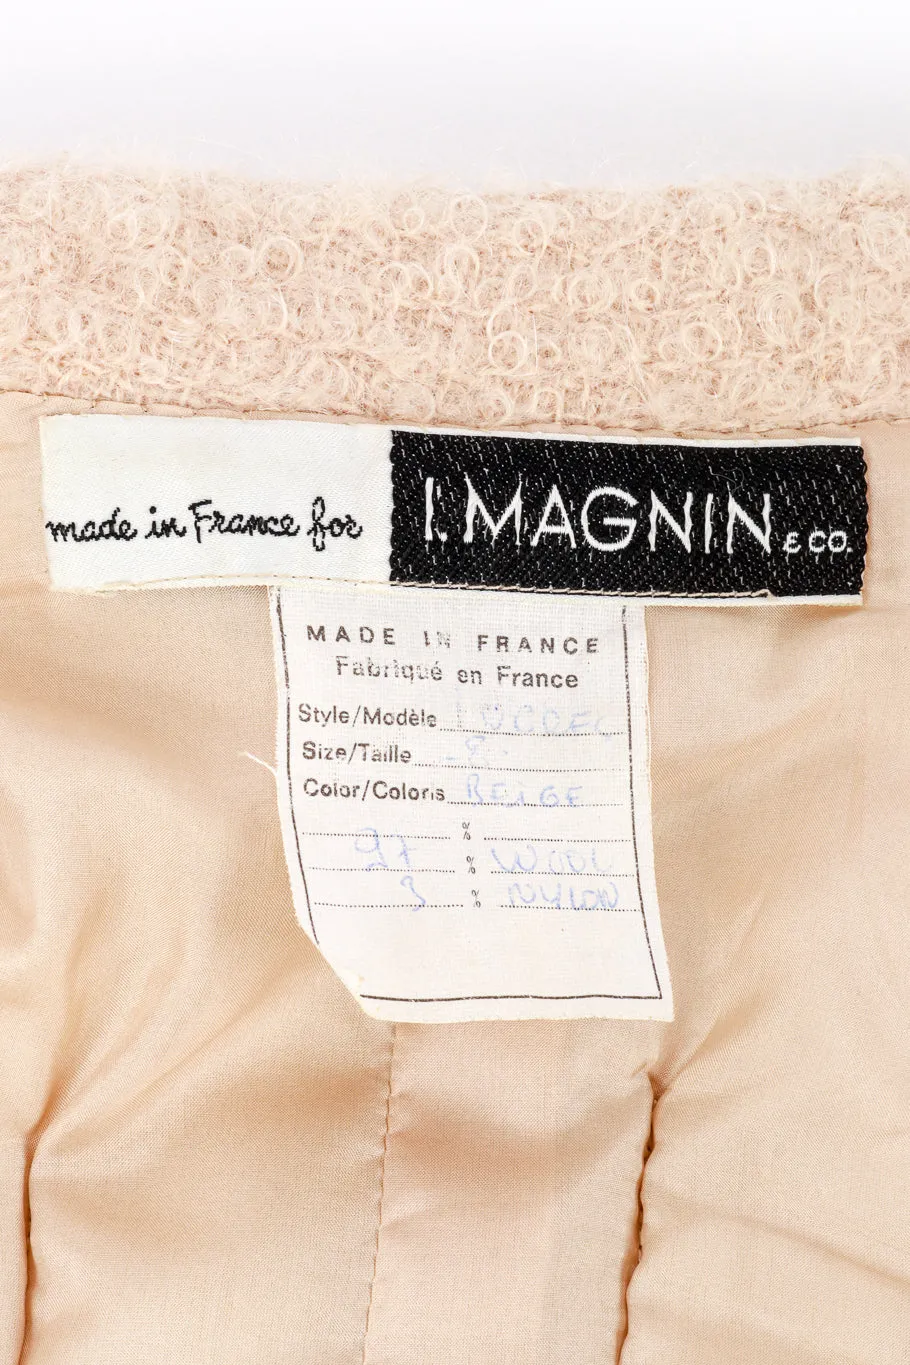 made in France for
I. MAGNIN & CO.
MADE IN FRANCE
Fabriqué en France
Style/Modèle
Size/Taille 8
Color/Coloris BEIGE
%
97 % WOOL
3 % NYLON